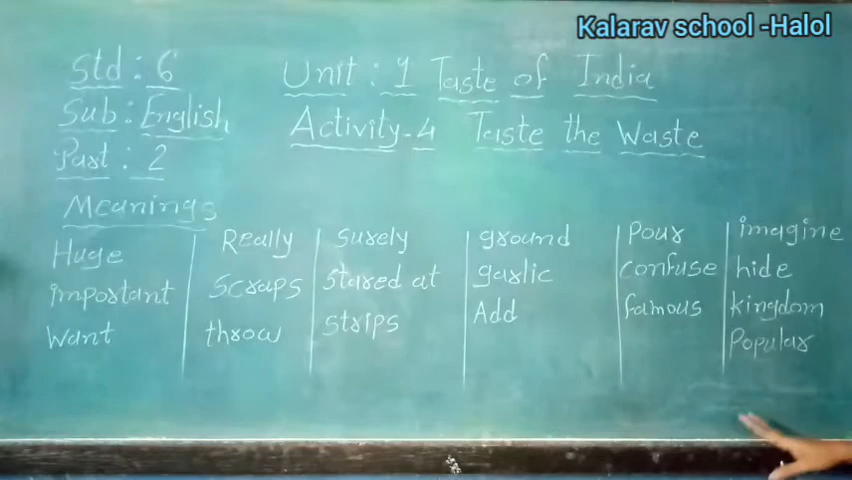 Kalarav school -Halol
Std : 6
Unit : 1 Taste of India
Sub : English
Activity-4 Taste the Waste
Part : 2
Meanings
Huge
important
Want
Really
Scraps
throw
surely
stared at
strips
ground
garlic
Add
Pour
confuse
famous
imagine
hide
kingdom
Popular